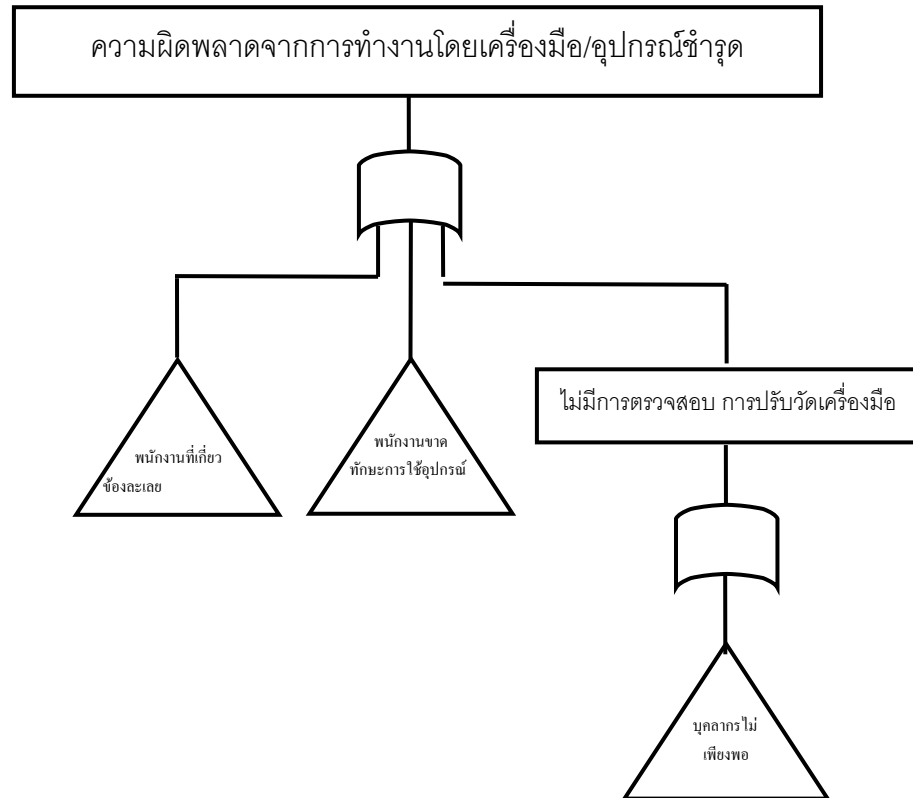 ความผิดพลาดจากการทำงานโดยเครื่องมือ/อุปกรณ์ชำรุด
พนักงานที่เกี่ยว
ข้องละเลย
พนักงานขาด
ทักษะการใช้อุปกรณ์
ไม่มีการตรวจสอบ การปรับวัดเครื่องมือ
บุคลากรไม่
เพียงพอ